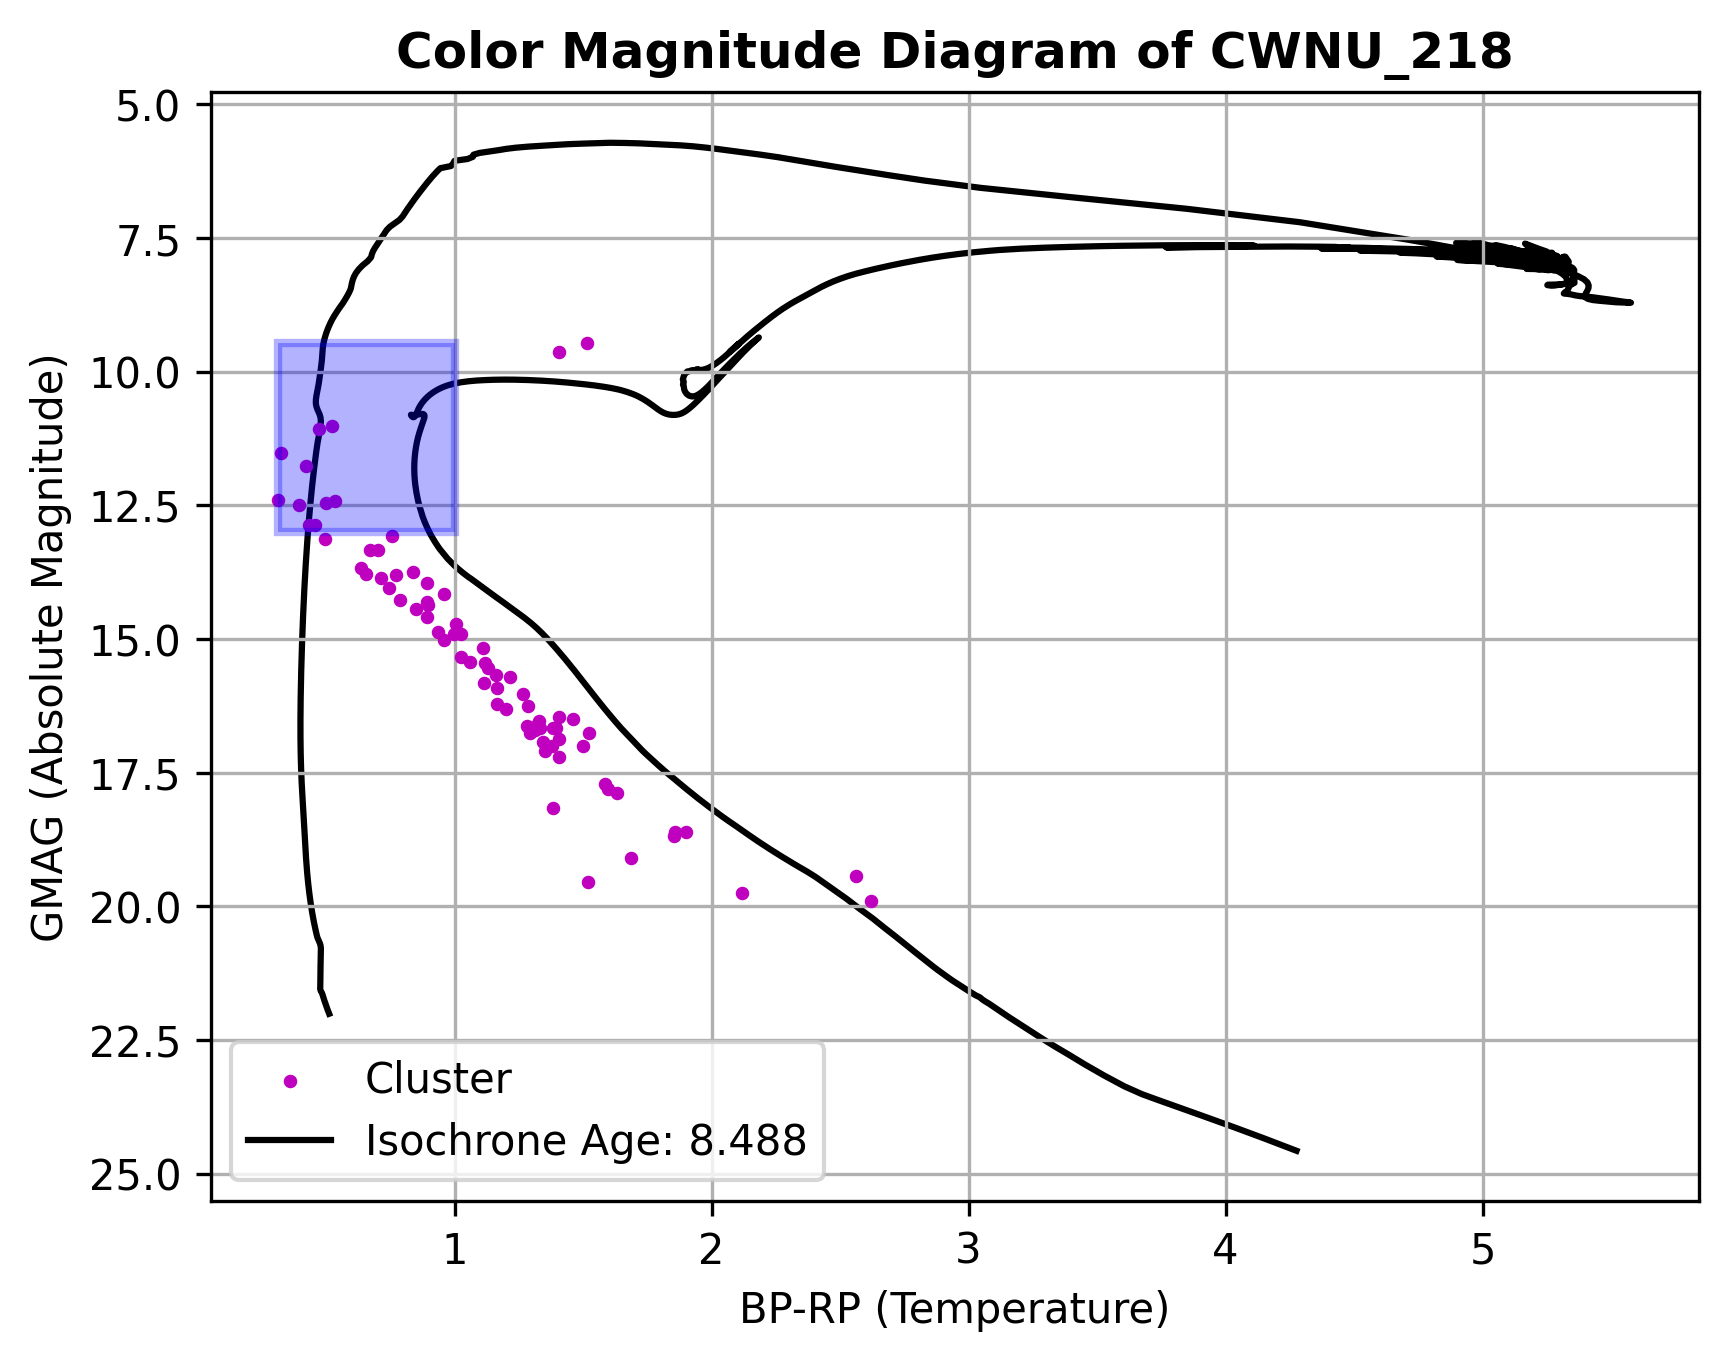 Color Magnitude Diagram of CWNU_218
GMAG (Absolute Magnitude)
5.0
7.5
10.0
12.5
15.0
17.5
20.0
22.5
25.0
Cluster
Isochrone Age: 8.488
1 2 3 4 5
BP-RP (Temperature)